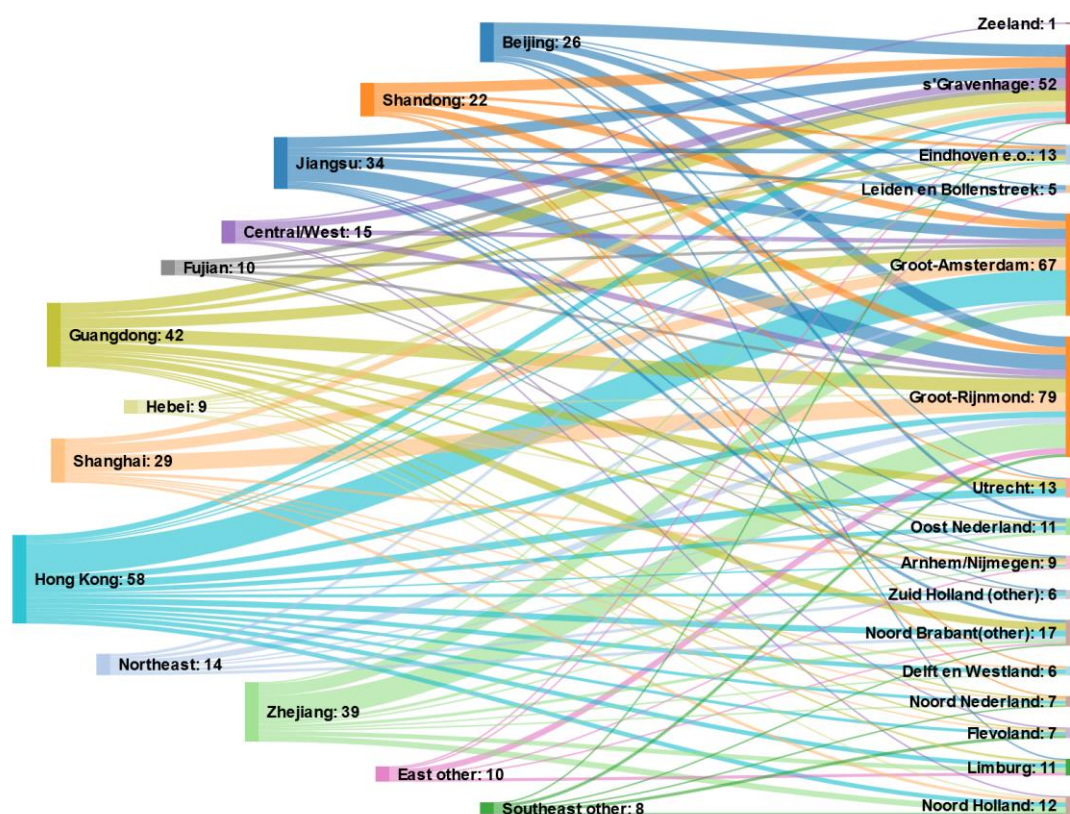 Beijing: 26
Shandong: 22
Jiangsu: 34
Central/West: 15
Fujian: 10
Guangdong: 42
Hebei: 9
Shanghai: 29
Hong Kong: 58
Northeast: 14
Zhejiang: 39
East other: 10
Southeast other: 8
Zeeland: 1
s'Gravenhage: 52
Eindhoven e.o.: 13
Leiden en Bollenstreek: 5
Groot-Amsterdam: 67
Groot-Rijnmond: 79
Utrecht: 13
Oost Nederland: 11
Arnhem/Nijmegen: 9
Zuid Holland (other): 6
Noord Brabant(other): 17
Delft en Westland: 6
Noord Nederland: 7
Flevoland: 7
Limburg: 11
Noord Holland: 12